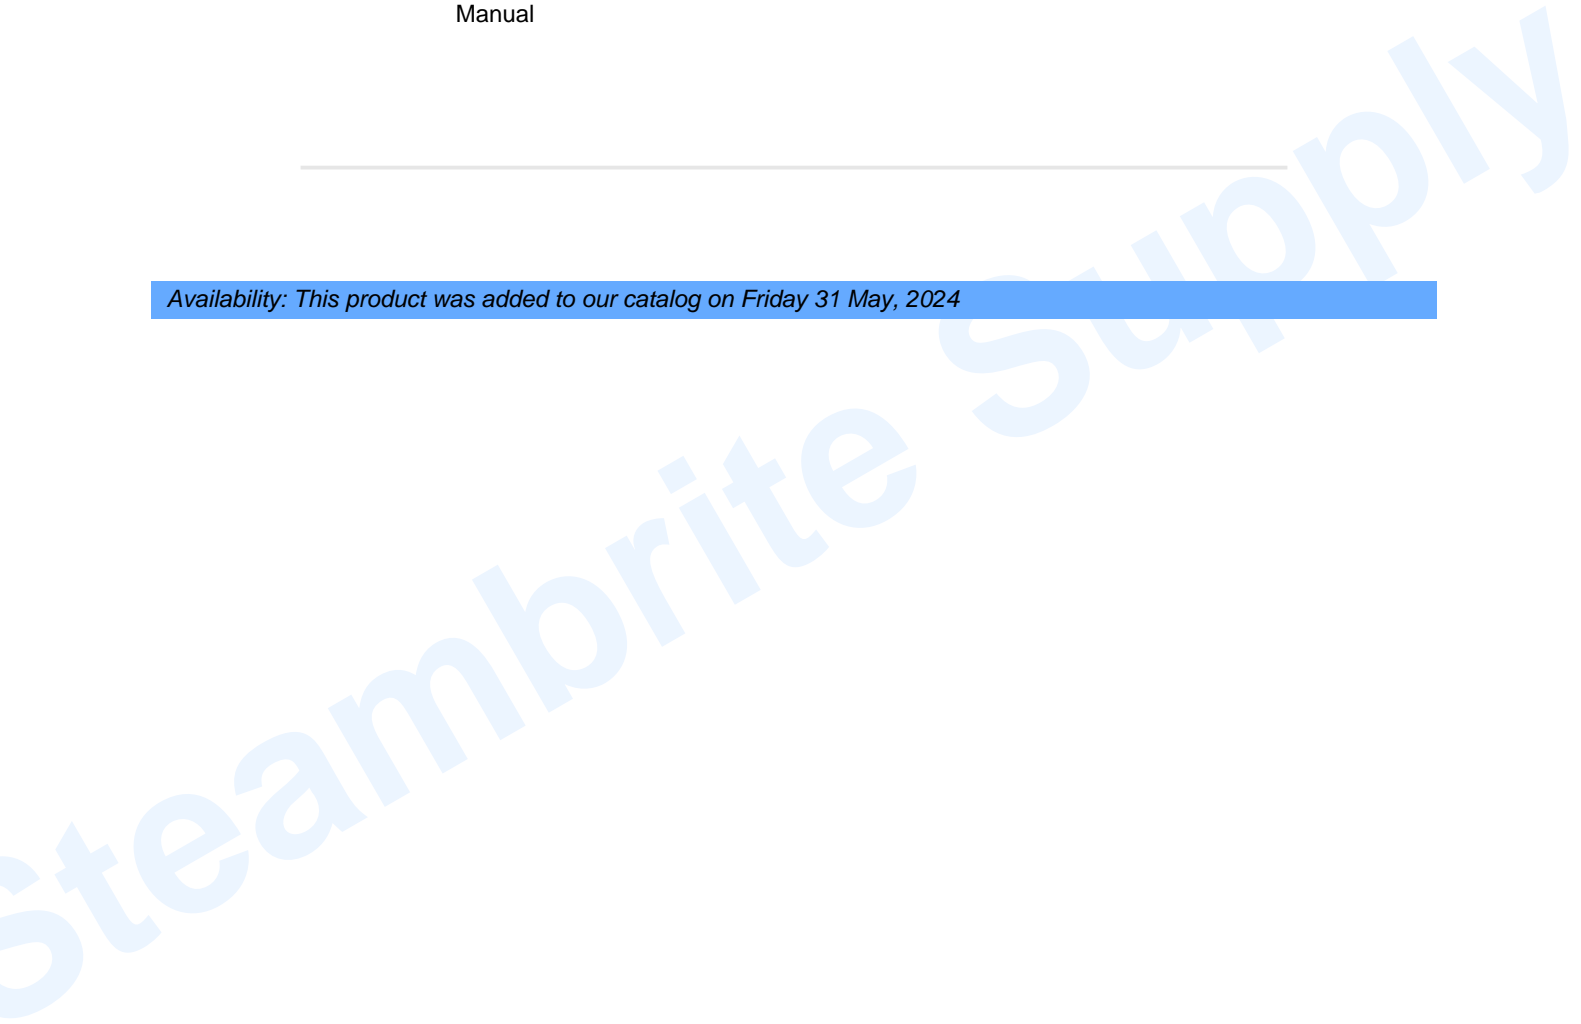 Manual
Availability: This product was added to our catalog on Friday 31 May, 2024
Steambrite Supply